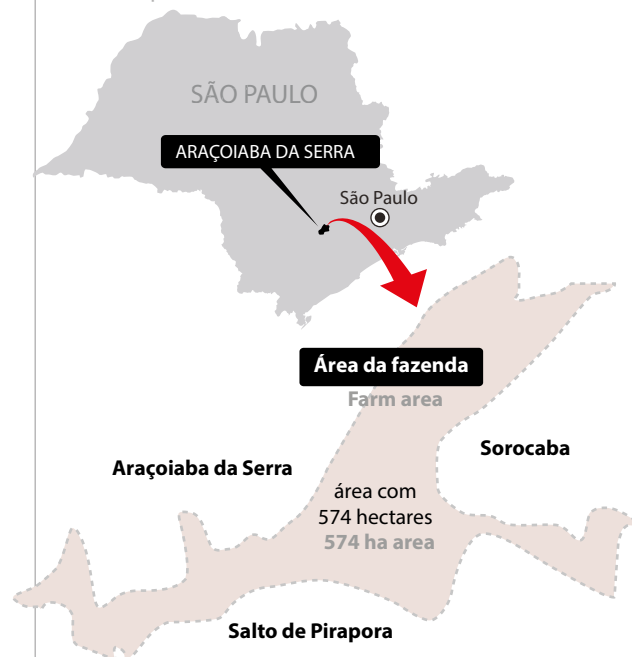 SÃO PAULO
ARAÇOIABA DA SERRA
São Paulo
Área da fazenda
Farm area
Sorocaba
Araçoiaba da Serra
área com
574 hectares
574 ha area
Salto de Pirapora